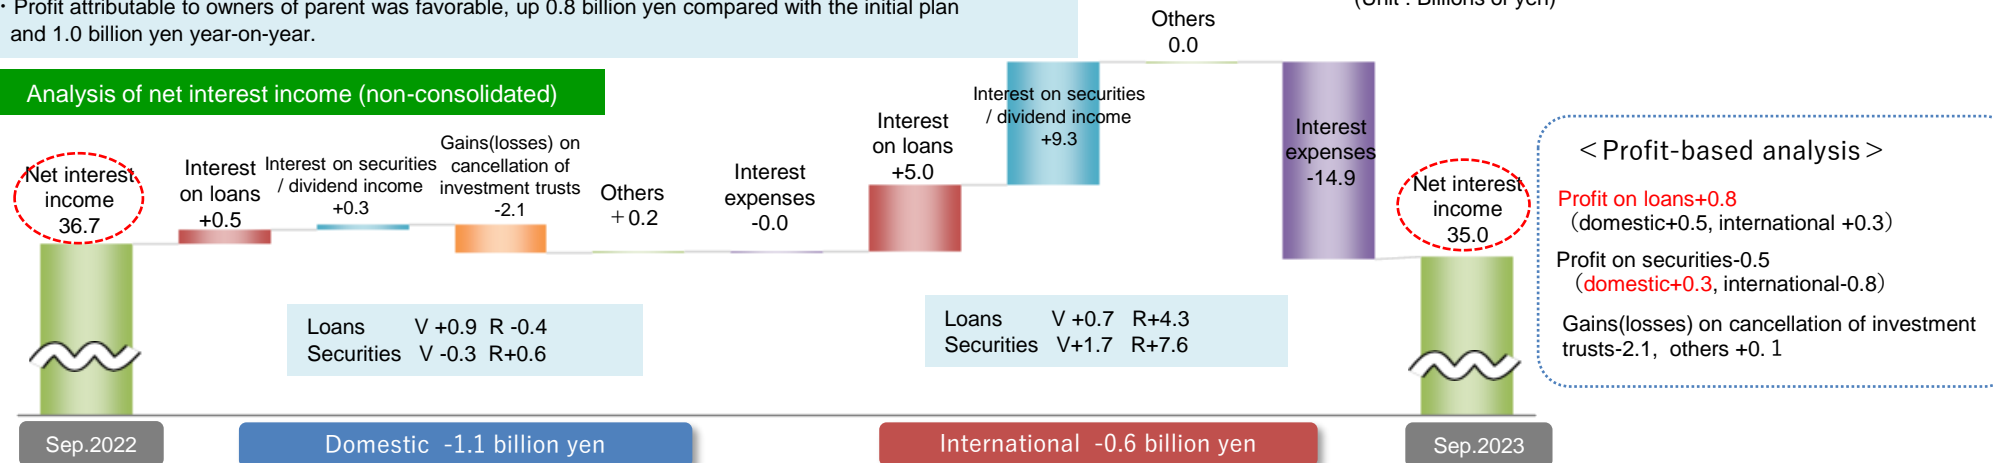 ・Profit attributable to owners of parent was favorable, up 0.8 billion yen compared with the initial plan
and 1.0 billion yen year-on-year.
(Unit : Billions of yen)
Analysis of net interest income (non-consolidated)
Net interest
income
36.7
Interest
on loans
+0.5
Interest on securities
/ dividend income
+0.3
Gains(losses) on
cancellation of
investment trusts
-2.1
Others
＋0.2
Interest
expenses
-0.0
Interest
on loans
+5.0
Interest on securities
/ dividend income
+9.3
Others
0.0
Interest
expenses
-14.9
Net interest
income
35.0
Loans V +0.9 R -0.4
Securities V -0.3 R+0.6
Loans V +0.7 R+4.3
Securities V+1.7 R+7.6
＜Profit-based analysis＞
Profit on loans+0.8
（domestic+0.5, international +0.3）
Profit on securities-0.5
（domestic+0.3, international-0.8）
Gains(losses) on cancellation of investment
trusts-2.1, others +0.１
Sep.2022
Domestic -1.1 billion yen
International -0.6 billion yen
Sep.2023